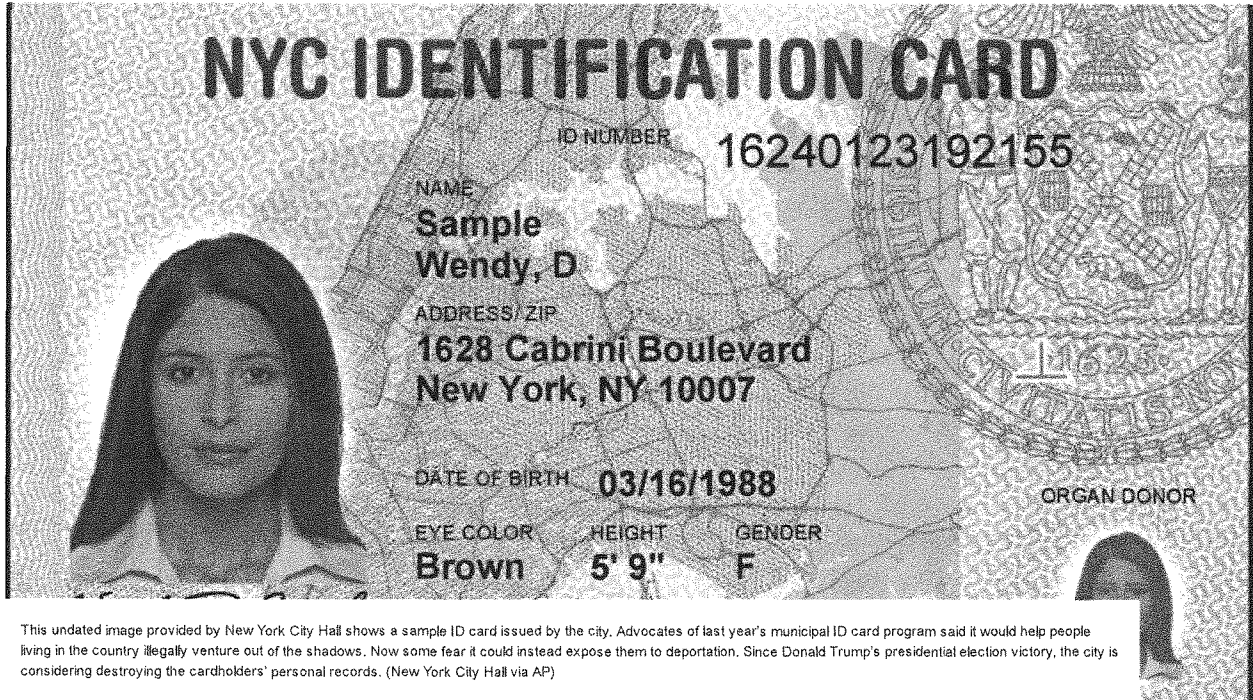 NYC IDENTIFICATION CARD
ID NUMBER 16240123192155
NAME
Sample
Wendy, D
ADDRESS/ ZIP
1628 Cabrini Boulevard
New York, NY 10007
1625
CIVITATIS NO
DATE OF BIRTH 03/16/1988
ORGAN DONOR
EYE COLOR HEIGHT GENDER
Brown 5' 9" F
This undated image provided by New York City Hall shows a sample ID card issued by the city. Advocates of last year's municipal ID card program said it would help people
living in the country illegally venture out of the shadows. Now some fear it could instead expose them to deportation. Since Donald Trump's presidential election victory, the city is
considering destroying the cardholders' personal records. (New York City Hall via AP)